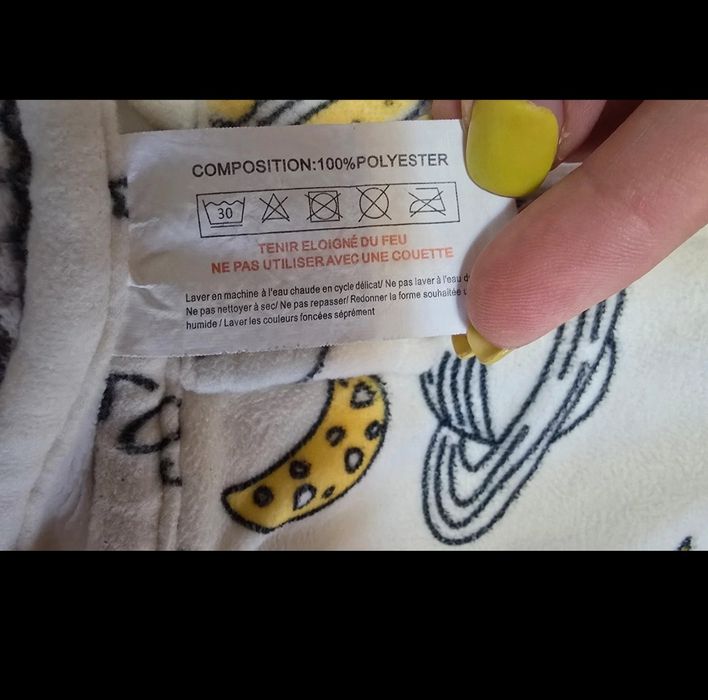 COMPOSITION:100%POLYESTER
30
TENIR ELOIGNÉ DU FEU
NE PAS UTILISER AVEC UNE COUETTE
Laver en machine à l'eau chaude en cycle délicat/ Ne pas laver à l'eau
Ne pas nettoyer à sec/ Ne pas repasser/ Redonner la forme souhaitée
humide / Laver les couleurs foncées séprément